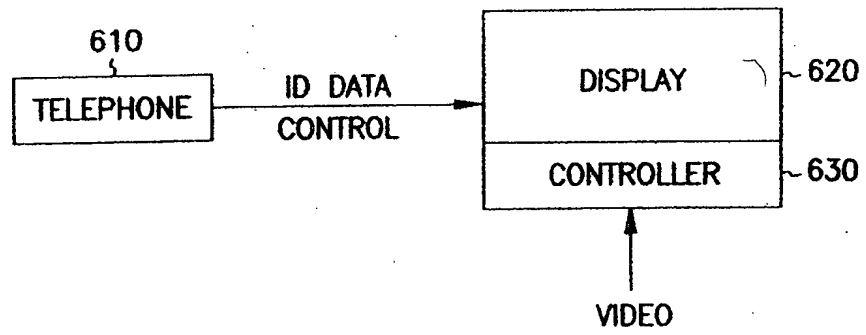 610
TELEPHONE
ID DATA
CONTROL
DISPLAY
620
CONTROLLER
630
VIDEO